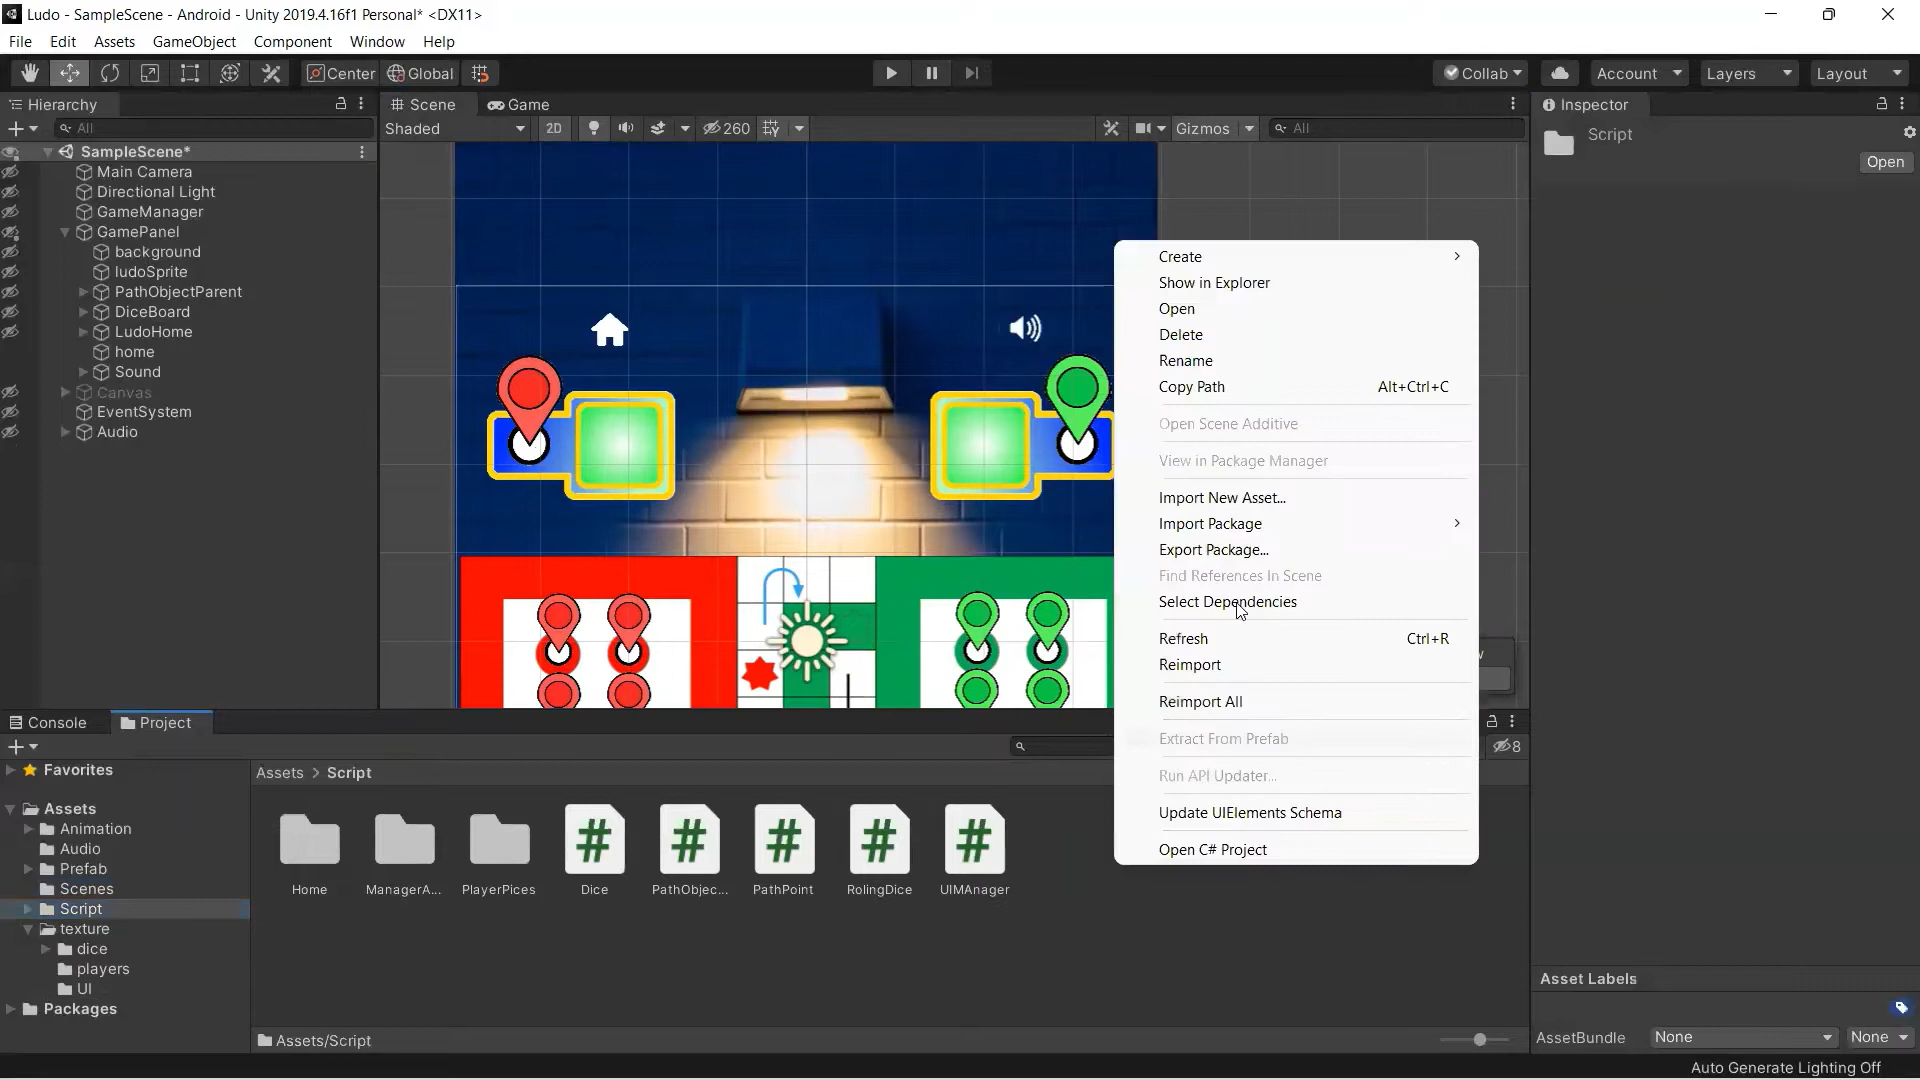 Ludo - SampleScene - Android - Unity 2019.4.16f1 Personal* <DX11>
File Edit Assets GameObject Component Window Help
Center Global Collab Account Layers Layout
Hierarchy
All
SampleScene*
Main Camera
Directional Light
GameManager
GamePanel
background
ludoSprite
PathObjectParent
DiceBoard
LudoHome
home
Sound
Canvas
EventSystem
Audio
Scene Game
Shaded 2D 260 Gizmos All
Create
Show in Explorer
Open
Delete
Rename
Copy Path Alt+Ctrl+C
Open Scene Additive
View in Package Manager
Import New Asset...
Import Package
Export Package...
Find References In Scene
Select Dependencies
Refresh Ctrl+R
Reimport
Reimport All
Extract From Prefab
Run API Updater...
Update UIElements Schema
Open C# Project
Inspector
Script
Open
Console Project
8
Favorites
Assets
Animation
Audio
Prefab
Scenes
Script
texture
dice
players
UI
Packages
Assets > Script
Home ManagerA... PlayerPices Dice PathObjec... PathPoint RolingDice UIMAnager
Assets/Script
Asset Labels
AssetBundle None None
Auto Generate Lighting Off